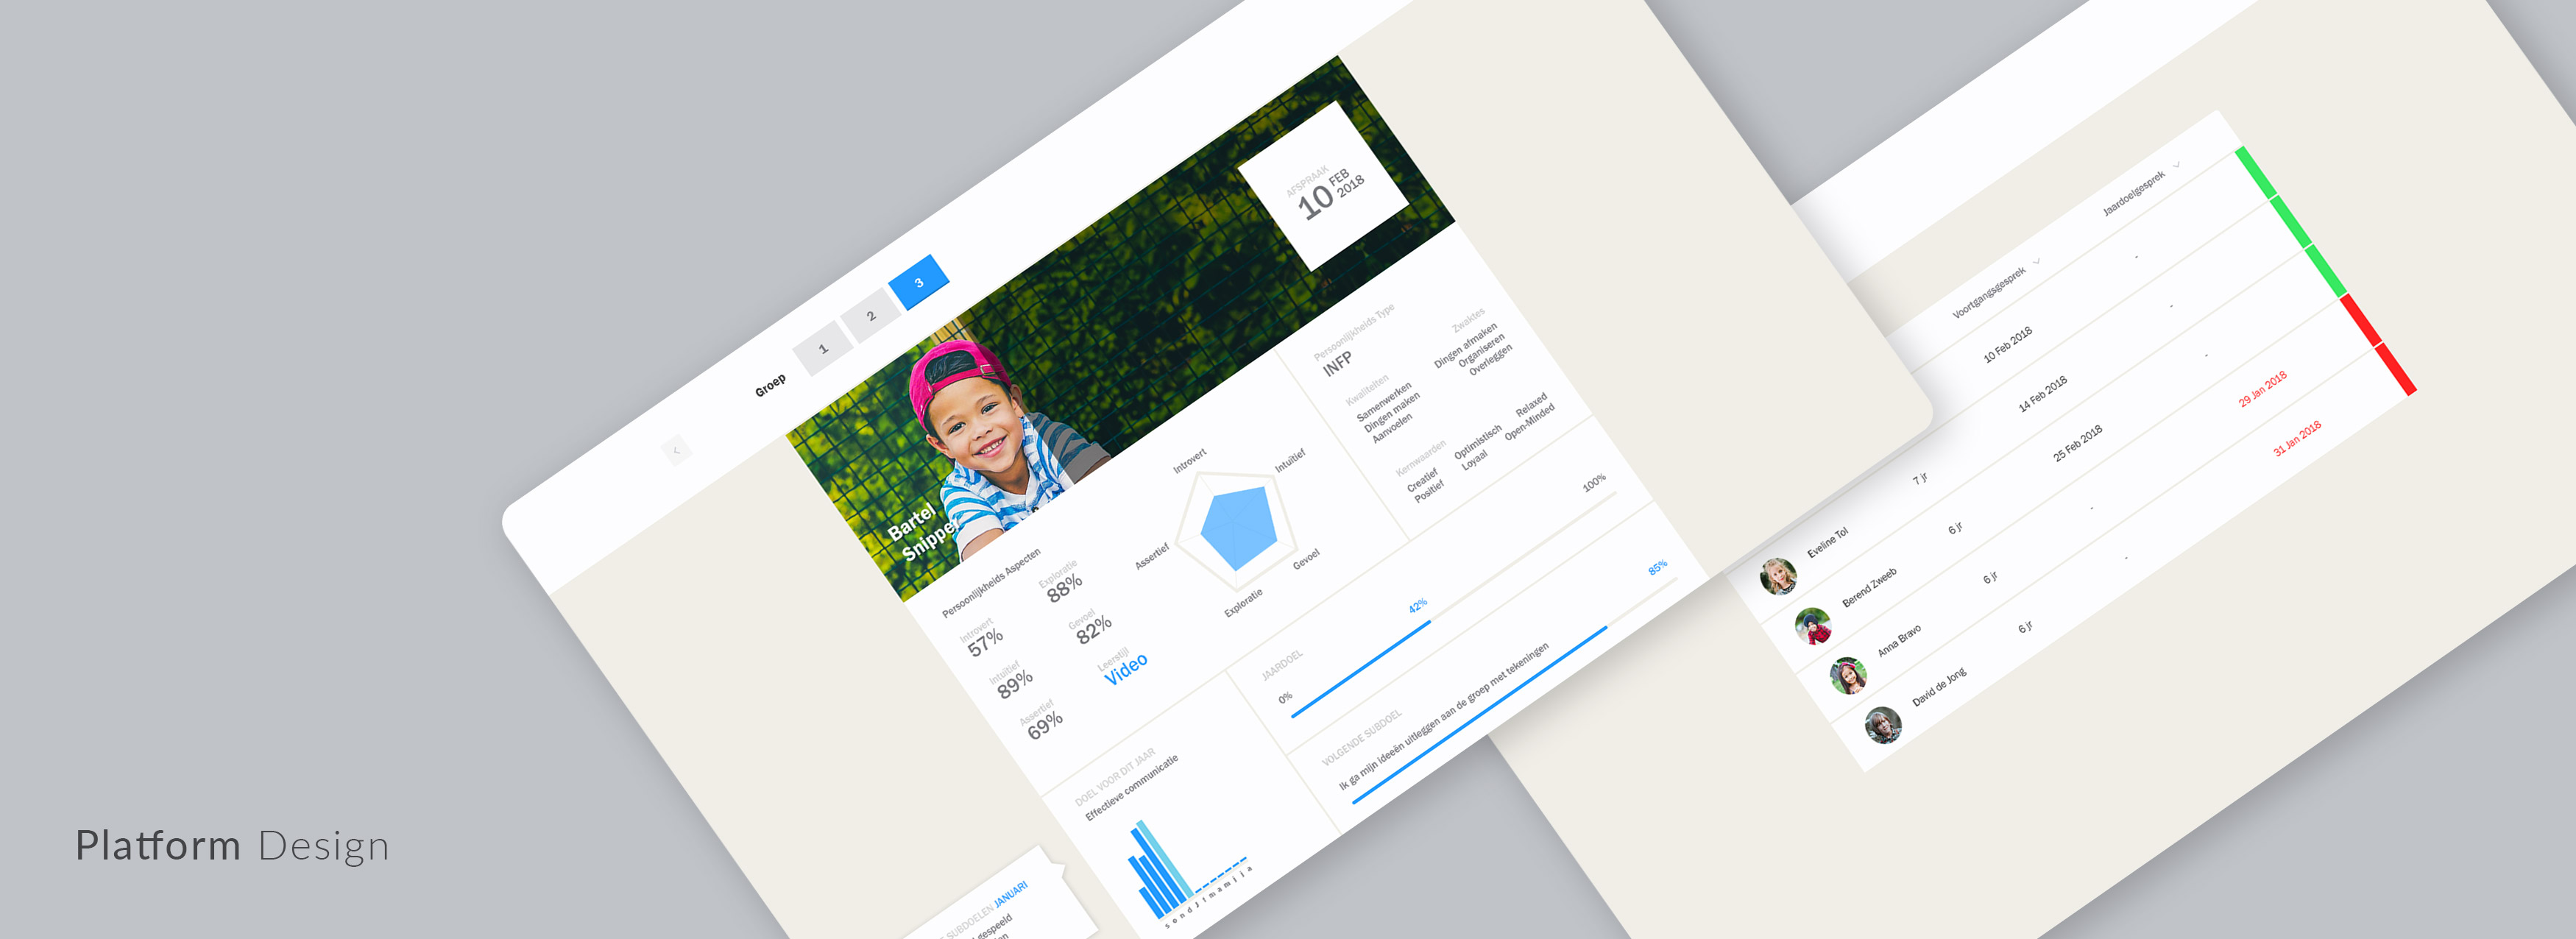 Platform Design
Groep
1
2
3
AFSPRAAK
10 FEB 2018
Bartel
Snipper
Persoonlijkheids Aspecten
Introvert
57%
Exploratie
88%
Intuïtief
89%
Gevoel
82%
Assertief
69%
Leerstijl
Video
Introvert
Intuïtief
Gevoel
Exploratie
Assertief
Persoonlijkheids Type
INFP
Kwaliteiten
Samenwerken
Dingen maken
Aanvoelen
Zwaktes
Dingen afmaken
Organiseren
Overleggen
Kernwaarden
Creatief
Positief
Optimistisch
Loyaal
Relaxed
Open-Minded
JAARDOEL
0%
42%
100%
VOLGENDE SUBDOEL
Ik ga mijn ideeën uitleggen aan de groep met tekeningen
85%
DOEL VOOR DIT JAAR
Effectieve communicatie
s o n d j f m a m j j a
SUBDOELEN JANUARI
gespeeld
Voortgangsgesprek
Jaardoelgesprek
10 Feb 2018 -
Eveline Tol 7 jr 14 Feb 2018 -
Berend Zweeb 6 jr 25 Feb 2018 -
Anna Bravo 6 jr - 29 Jan 2018
David de Jong 6 jr - 31 Jan 2018